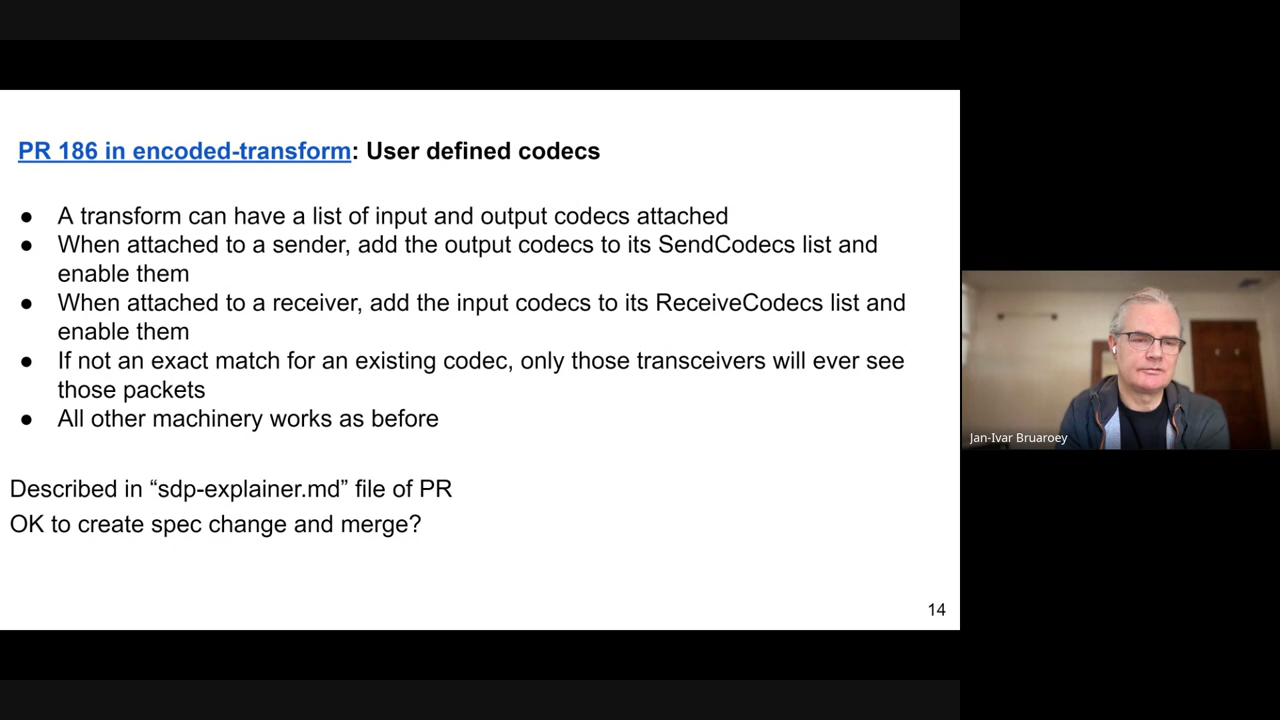 PR 186 in encoded-transform: User defined codecs
● A transform can have a list of input and output codecs attached
● When attached to a sender, add the output codecs to its SendCodecs list and
enable them
● When attached to a receiver, add the input codecs to its ReceiveCodecs list and
enable them
● If not an exact match for an existing codec, only those transceivers will ever see
those packets
● All other machinery works as before
Described in “sdp-explainer.md” file of PR
OK to create spec change and merge?
14
Jan-Ivar Bruaroey